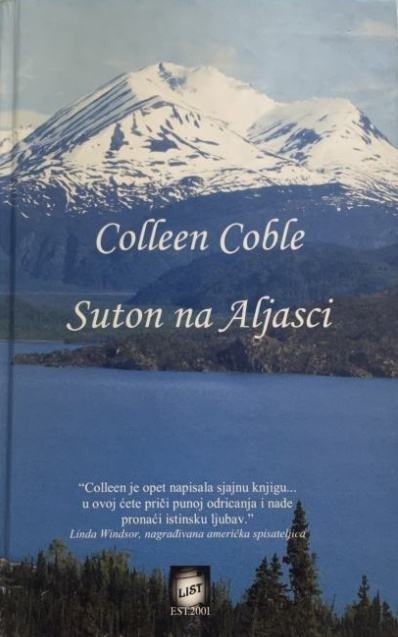 Colleen Coble
Suton na Aljasci
“Colleen je opet napisala sjajnu knjigu...
u ovoj ćete priči punoj odricanja i nade
pronaći istinsku ljubav.”
Linda Windsor, nagrađivana američka spisateljica
LIST
EST.2001